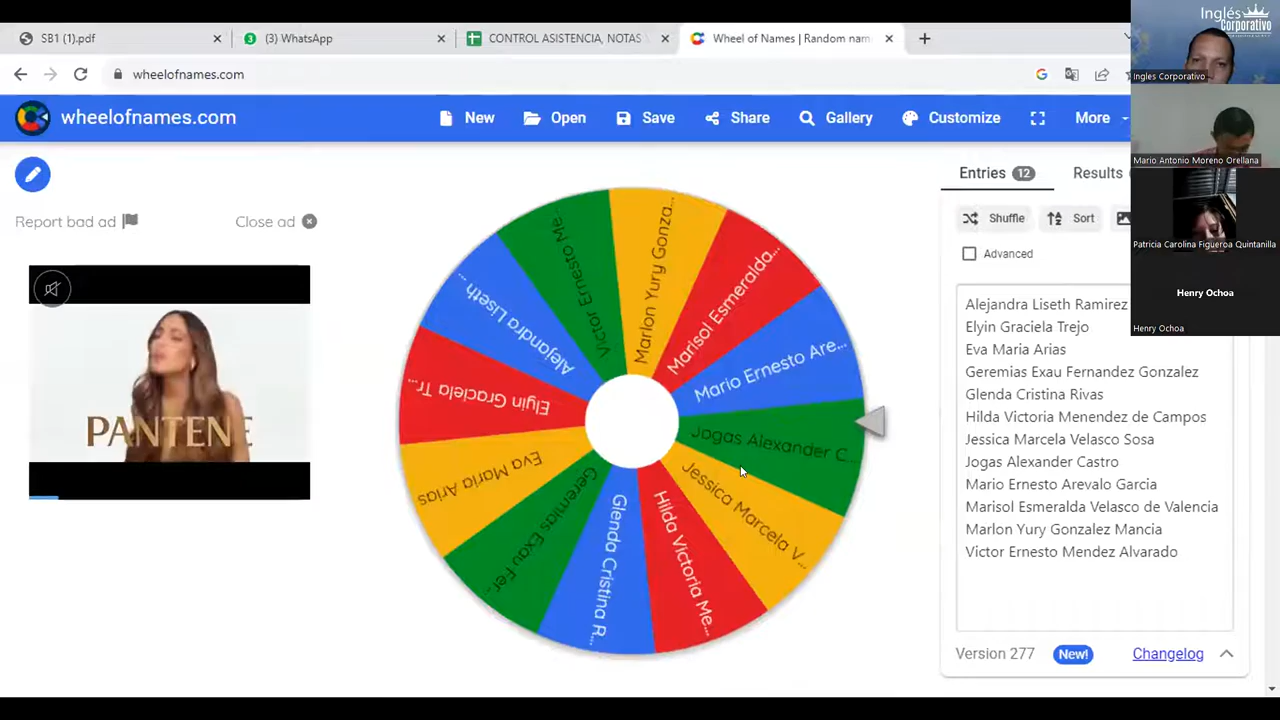 SB1 (1).pdf
(3) WhatsApp
CONTROL ASISTENCIA, NOTAS
Wheel of Names | Random nam
wheelofnames.com
wheelofnames.com
New
Open
Save
Share
Gallery
Customize
More
Report bad ad
Close ad
PANTENE
Victor Ernesto Me...
Marlon Yury Gonza...
Marisol Esmeralda...
Mario Ernesto Are...
Jogas Alexander C...
Jessica Marcela V...
Hilda Victoria Me...
Glenda Cristina R...
Geremias Exau Fer...
Eva Maria Arias
Elyin Graciela Tr...
Alejandra Liseth ...
Entries 12
Results
Shuffle
Sort
Advanced
Alejandra Liseth Ramirez
Elyin Graciela Trejo
Eva Maria Arias
Geremias Exau Fernandez Gonzalez
Glenda Cristina Rivas
Hilda Victoria Menendez de Campos
Jessica Marcela Velasco Sosa
Jogas Alexander Castro
Mario Ernesto Arevalo Garcia
Marisol Esmeralda Velasco de Valencia
Marlon Yury Gonzalez Mancia
Victor Ernesto Mendez Alvarado
Version 277
New!
Changelog
Inglés
Corporativo
Ingles Corporativo
Mario Antonio Moreno Orellana
Patricia Carolina Figueroa Quintanilla
Henry Ochoa
Henry Ochoa